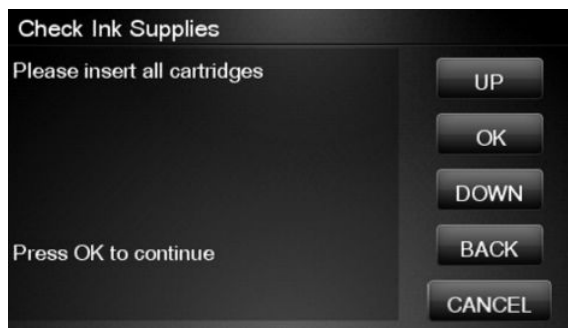 Check Ink Supplies
Please insert all cartridges
UP
OK
DOWN
Press OK to continue
BACK
CANCEL